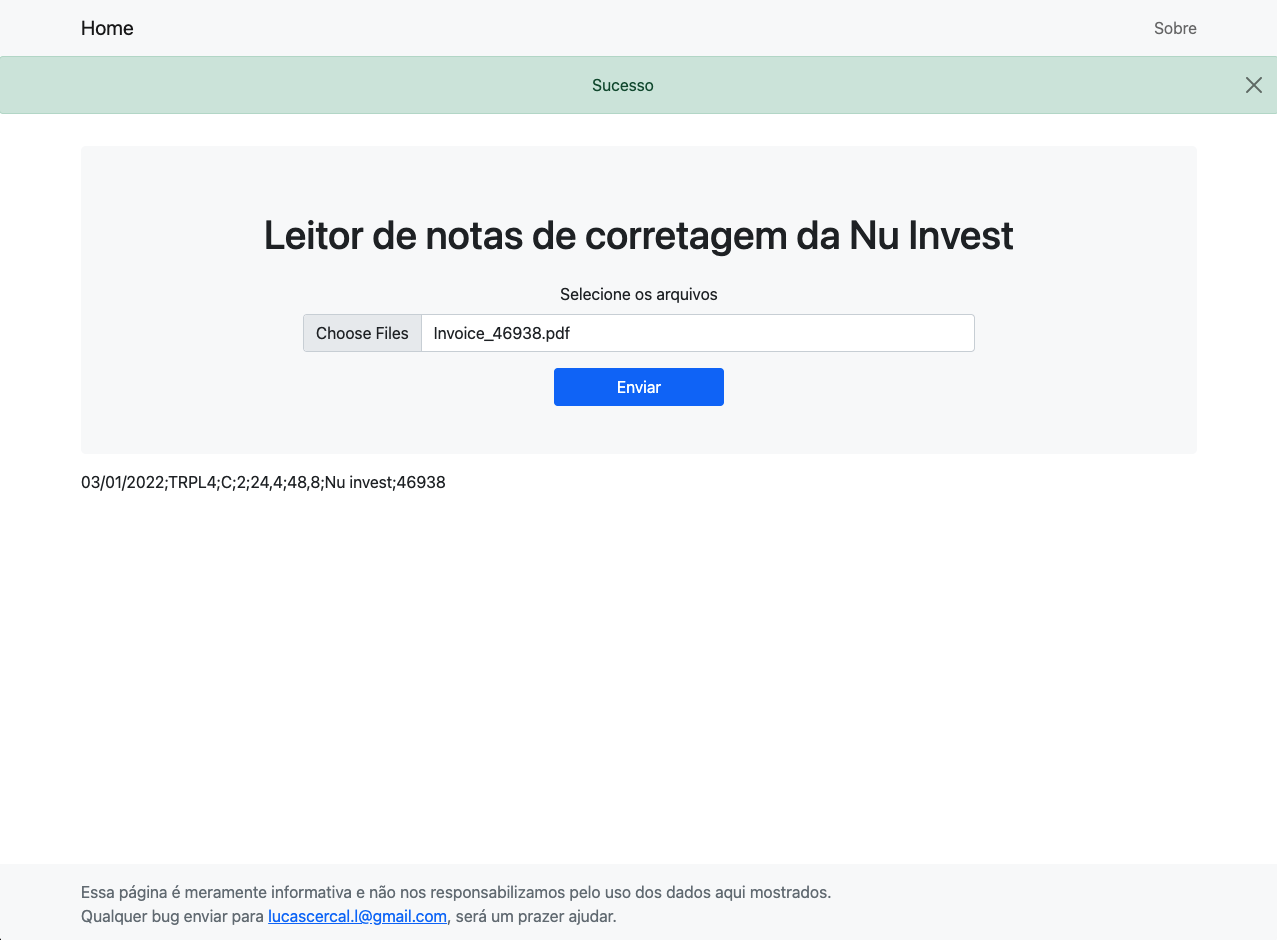 Home
Sobre
Sucesso
Leitor de notas de corretagem da Nu Invest
Selecione os arquivos
Choose Files Invoice_46938.pdf
Enviar
03/01/2022;TRPL4;C;2;24,4;48,8;Nu invest;46938
Essa página é meramente informativa e não nos responsabilizamos pelo uso dos dados aqui mostrados.
Qualquer bug enviar para lucascercal.l@gmail.com, será um prazer ajudar.